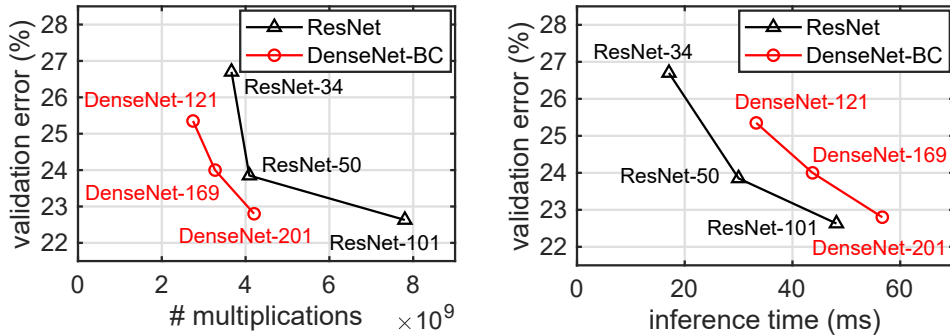 validation error (%)
28
27
26
25
24
23
22
ResNet
DenseNet-BC
ResNet-34
DenseNet-121
ResNet-50
DenseNet-169
DenseNet-201
ResNet-101
0 2 4 6 8
# multiplications × 10^9
validation error (%)
28
27
26
25
24
23
22
ResNet
DenseNet-BC
ResNet-34
DenseNet-121
DenseNet-169
ResNet-50
ResNet-101
DenseNet-201
0 20 40 60
inference time (ms)